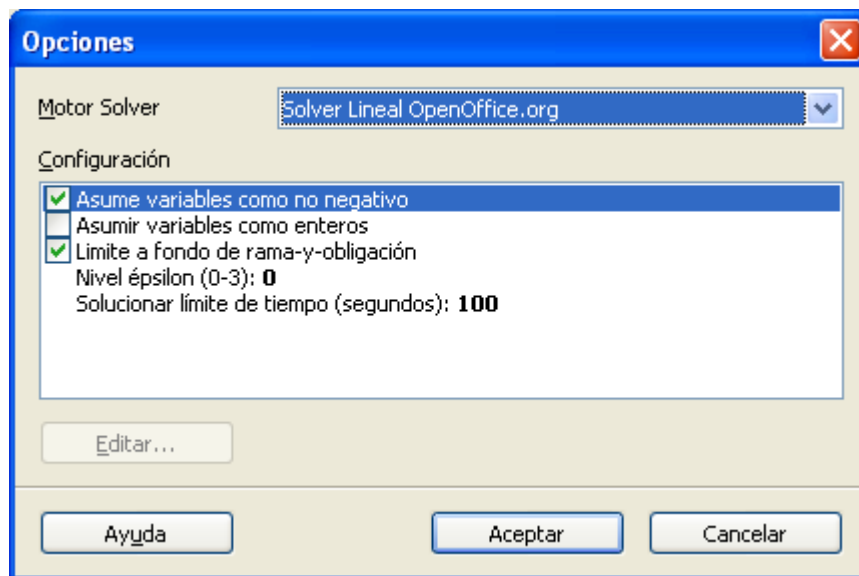 Opciones
Motor Solver
Solver Lineal OpenOffice.org
Configuración
Asume variables como no negativo
Asumir variables como enteros
Limite a fondo de rama-y-obligación
Nivel épsilon (0-3): 0
Solucionar límite de tiempo (segundos): 100
Editar...
Ayuda
Aceptar
Cancelar